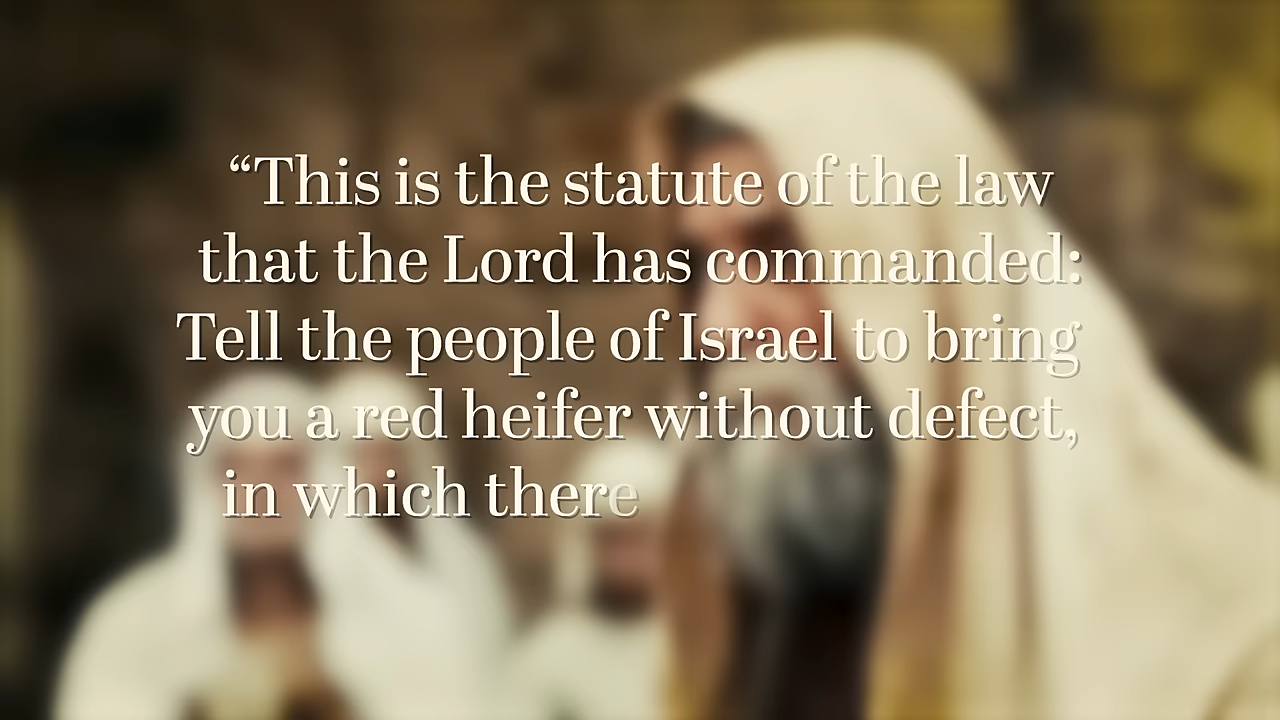 “This is the statute of the law
that the Lord has commanded:
Tell the people of Israel to bring
you a red heifer without defect,
in which there